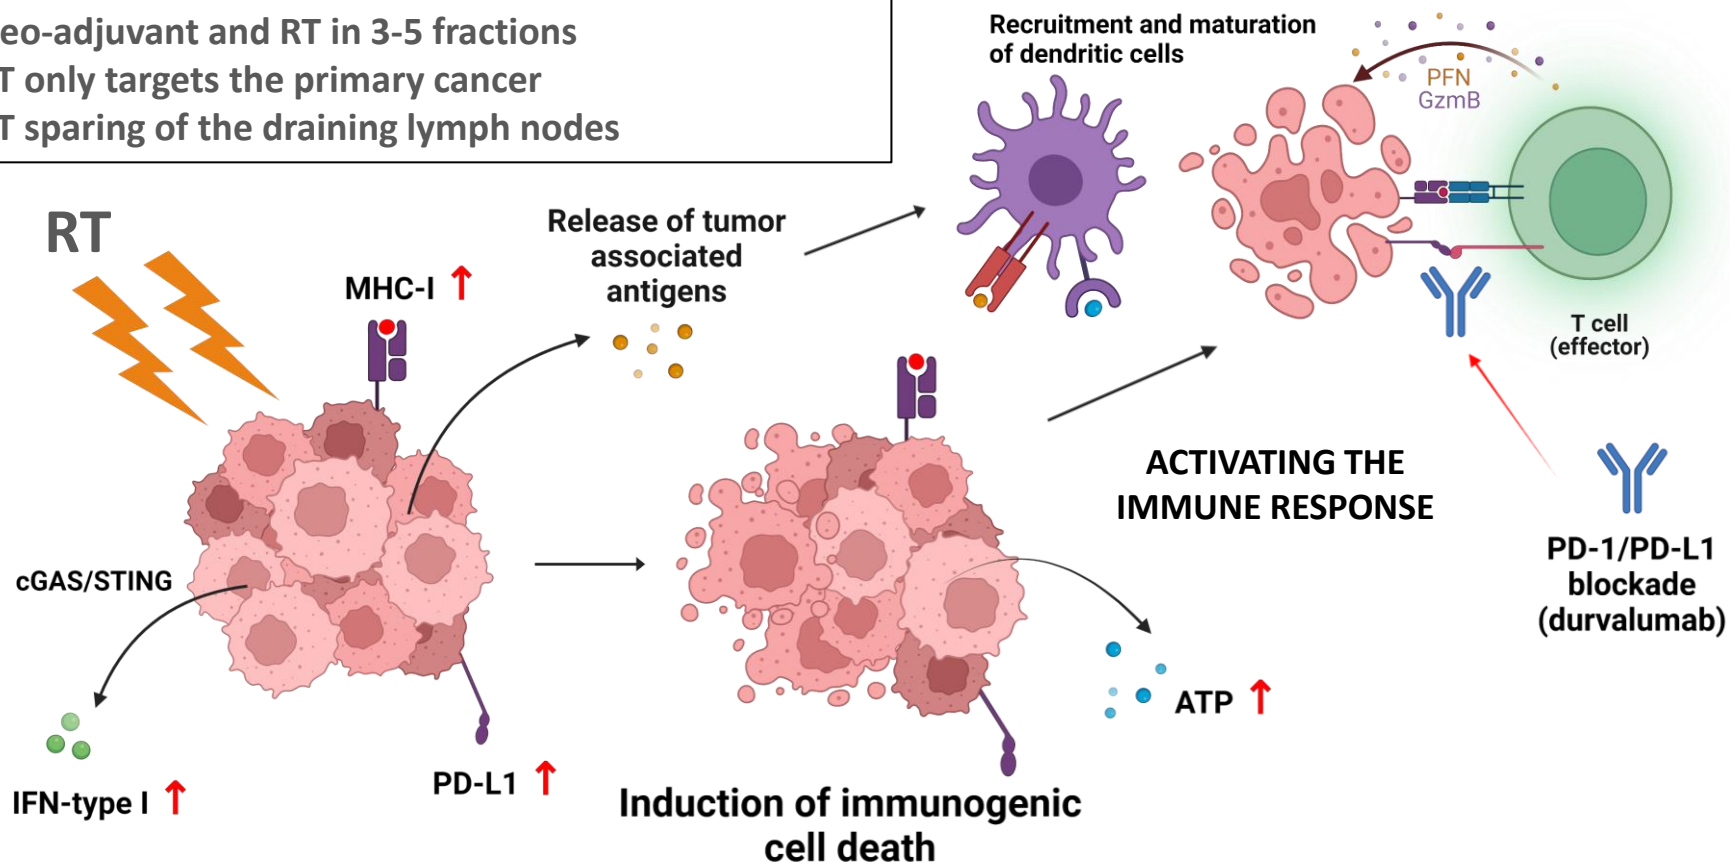 eo-adjuvant and RT in 3-5 fractions
T only targets the primary cancer
T sparing of the draining lymph nodes
Recruitment and maturation
of dendritic cells
PFN
GzmB
RT
MHC-I ↑
Release of tumor
associated
antigens
T cell
(effector)
ACTIVATING THE
IMMUNE RESPONSE
PD-1/PD-L1
blockade
(durvalumab)
cGAS/STING
IFN-type I ↑
PD-L1 ↑
ATP ↑
Induction of immunogenic
cell death